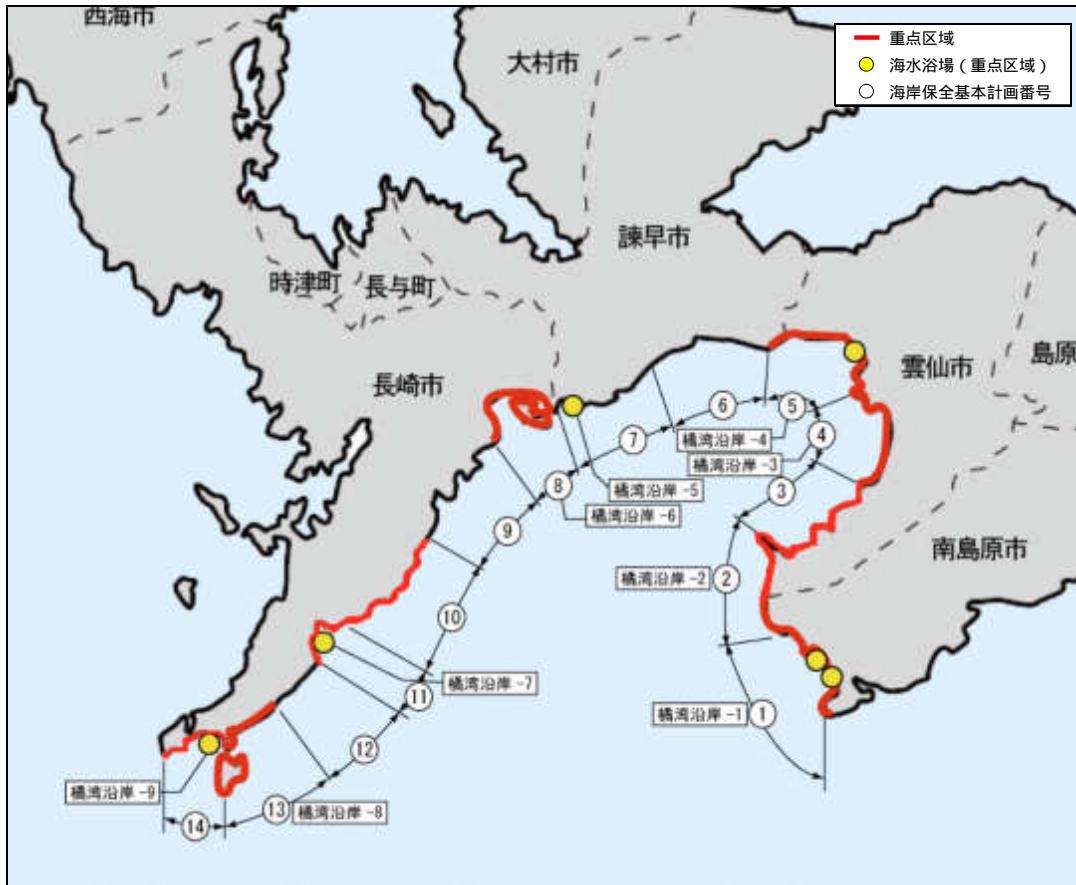 西海市
大村市
重点区域
海水浴場（重点区域）
海岸保全基本計画番号
諫早市
時津町
長与町
長崎市
雲仙市
島原
南島原市
⑥
⑤
橘湾沿岸-4
④
⑦
橘湾沿岸-3
③
⑧
橘湾沿岸-5
橘湾沿岸-6
⑨
橘湾沿岸-2
②
⑩
橘湾沿岸-7
⑪
橘湾沿岸-1
①
⑫
橘湾沿岸-9
⑬
橘湾沿岸-8
⑭